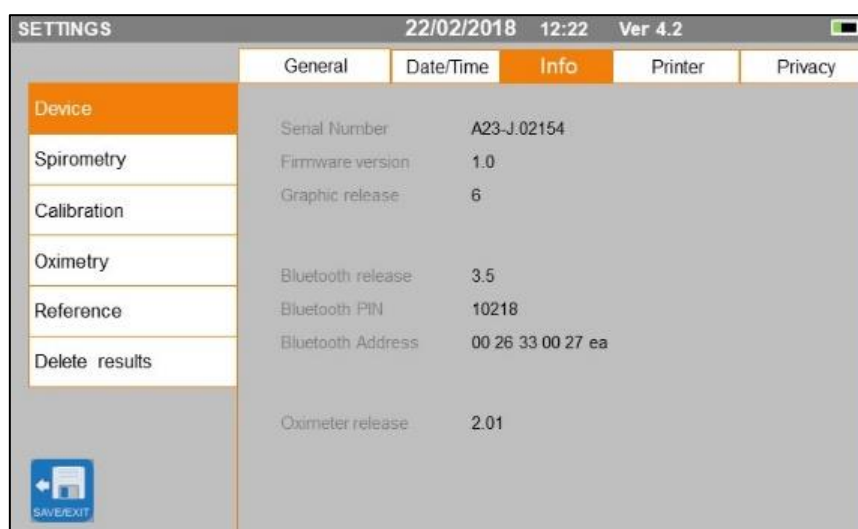 SETTINGS 22/02/2018 12:22 Ver 4.2
General Date/Time Info Printer Privacy
Device
Spirometry
Calibration
Oximetry
Reference
Delete results
SAVE/EXIT
Serial Number A23-J.02154
Firmware version 1.0
Graphic release 6
Bluetooth release 3.5
Bluetooth PIN 10218
Bluetooth Address 00 26 33 00 27 ea
Oximeter release 2.01